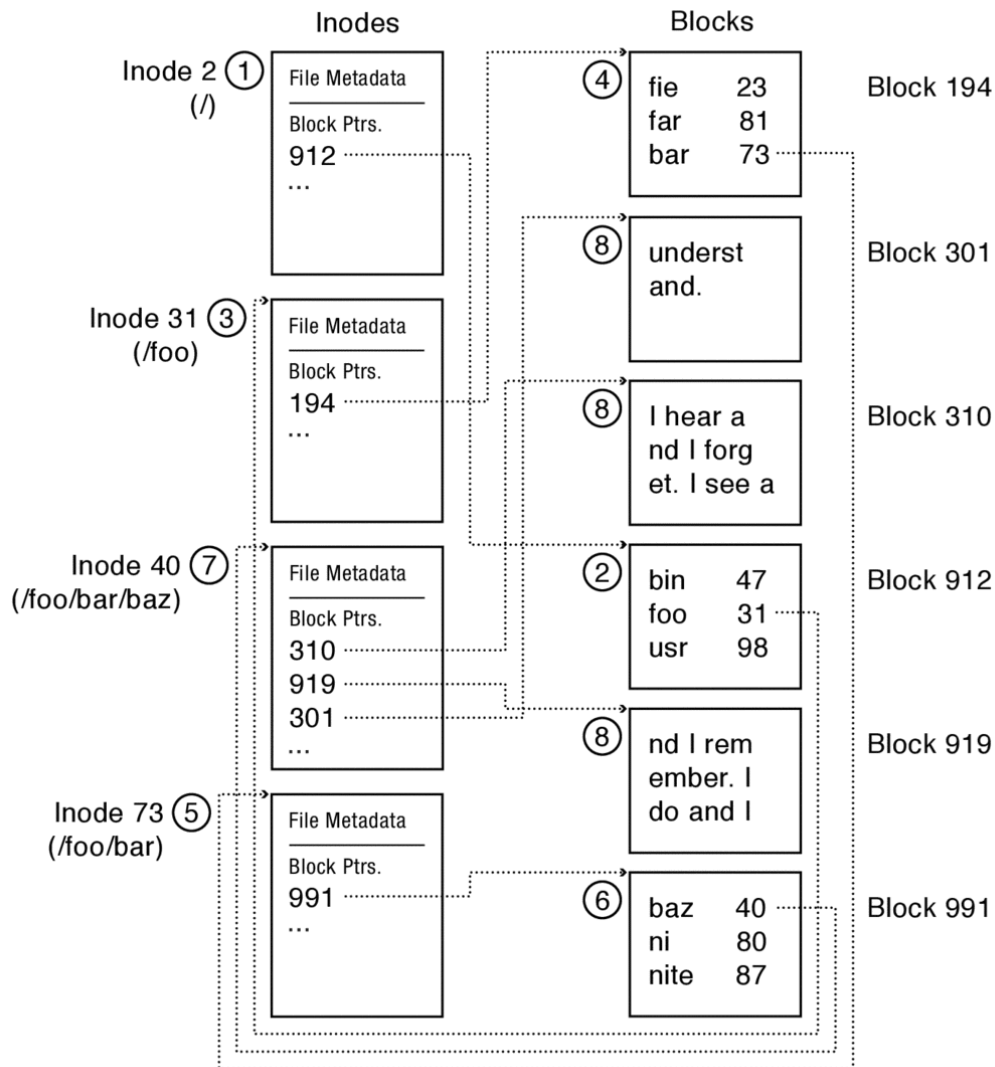 Inodes
Blocks
Inode 2 ①
(/)
File Metadata
Block Ptrs.
912
...
④
fie 23
far 81
bar 73
Block 194
⑧
underst
and.
Block 301
Inode 31 ③
(/foo)
File Metadata
Block Ptrs.
194
...
⑧
I hear a
nd I forg
et. I see a
Block 310
Inode 40 ⑦
(/foo/bar/baz)
File Metadata
Block Ptrs.
310
919
301
...
②
bin 47
foo 31
usr 98
Block 912
⑧
nd I rem
ember. I
do and I
Block 919
Inode 73 ⑤
(/foo/bar)
File Metadata
Block Ptrs.
991
...
⑥
baz 40
ni 80
nite 87
Block 991